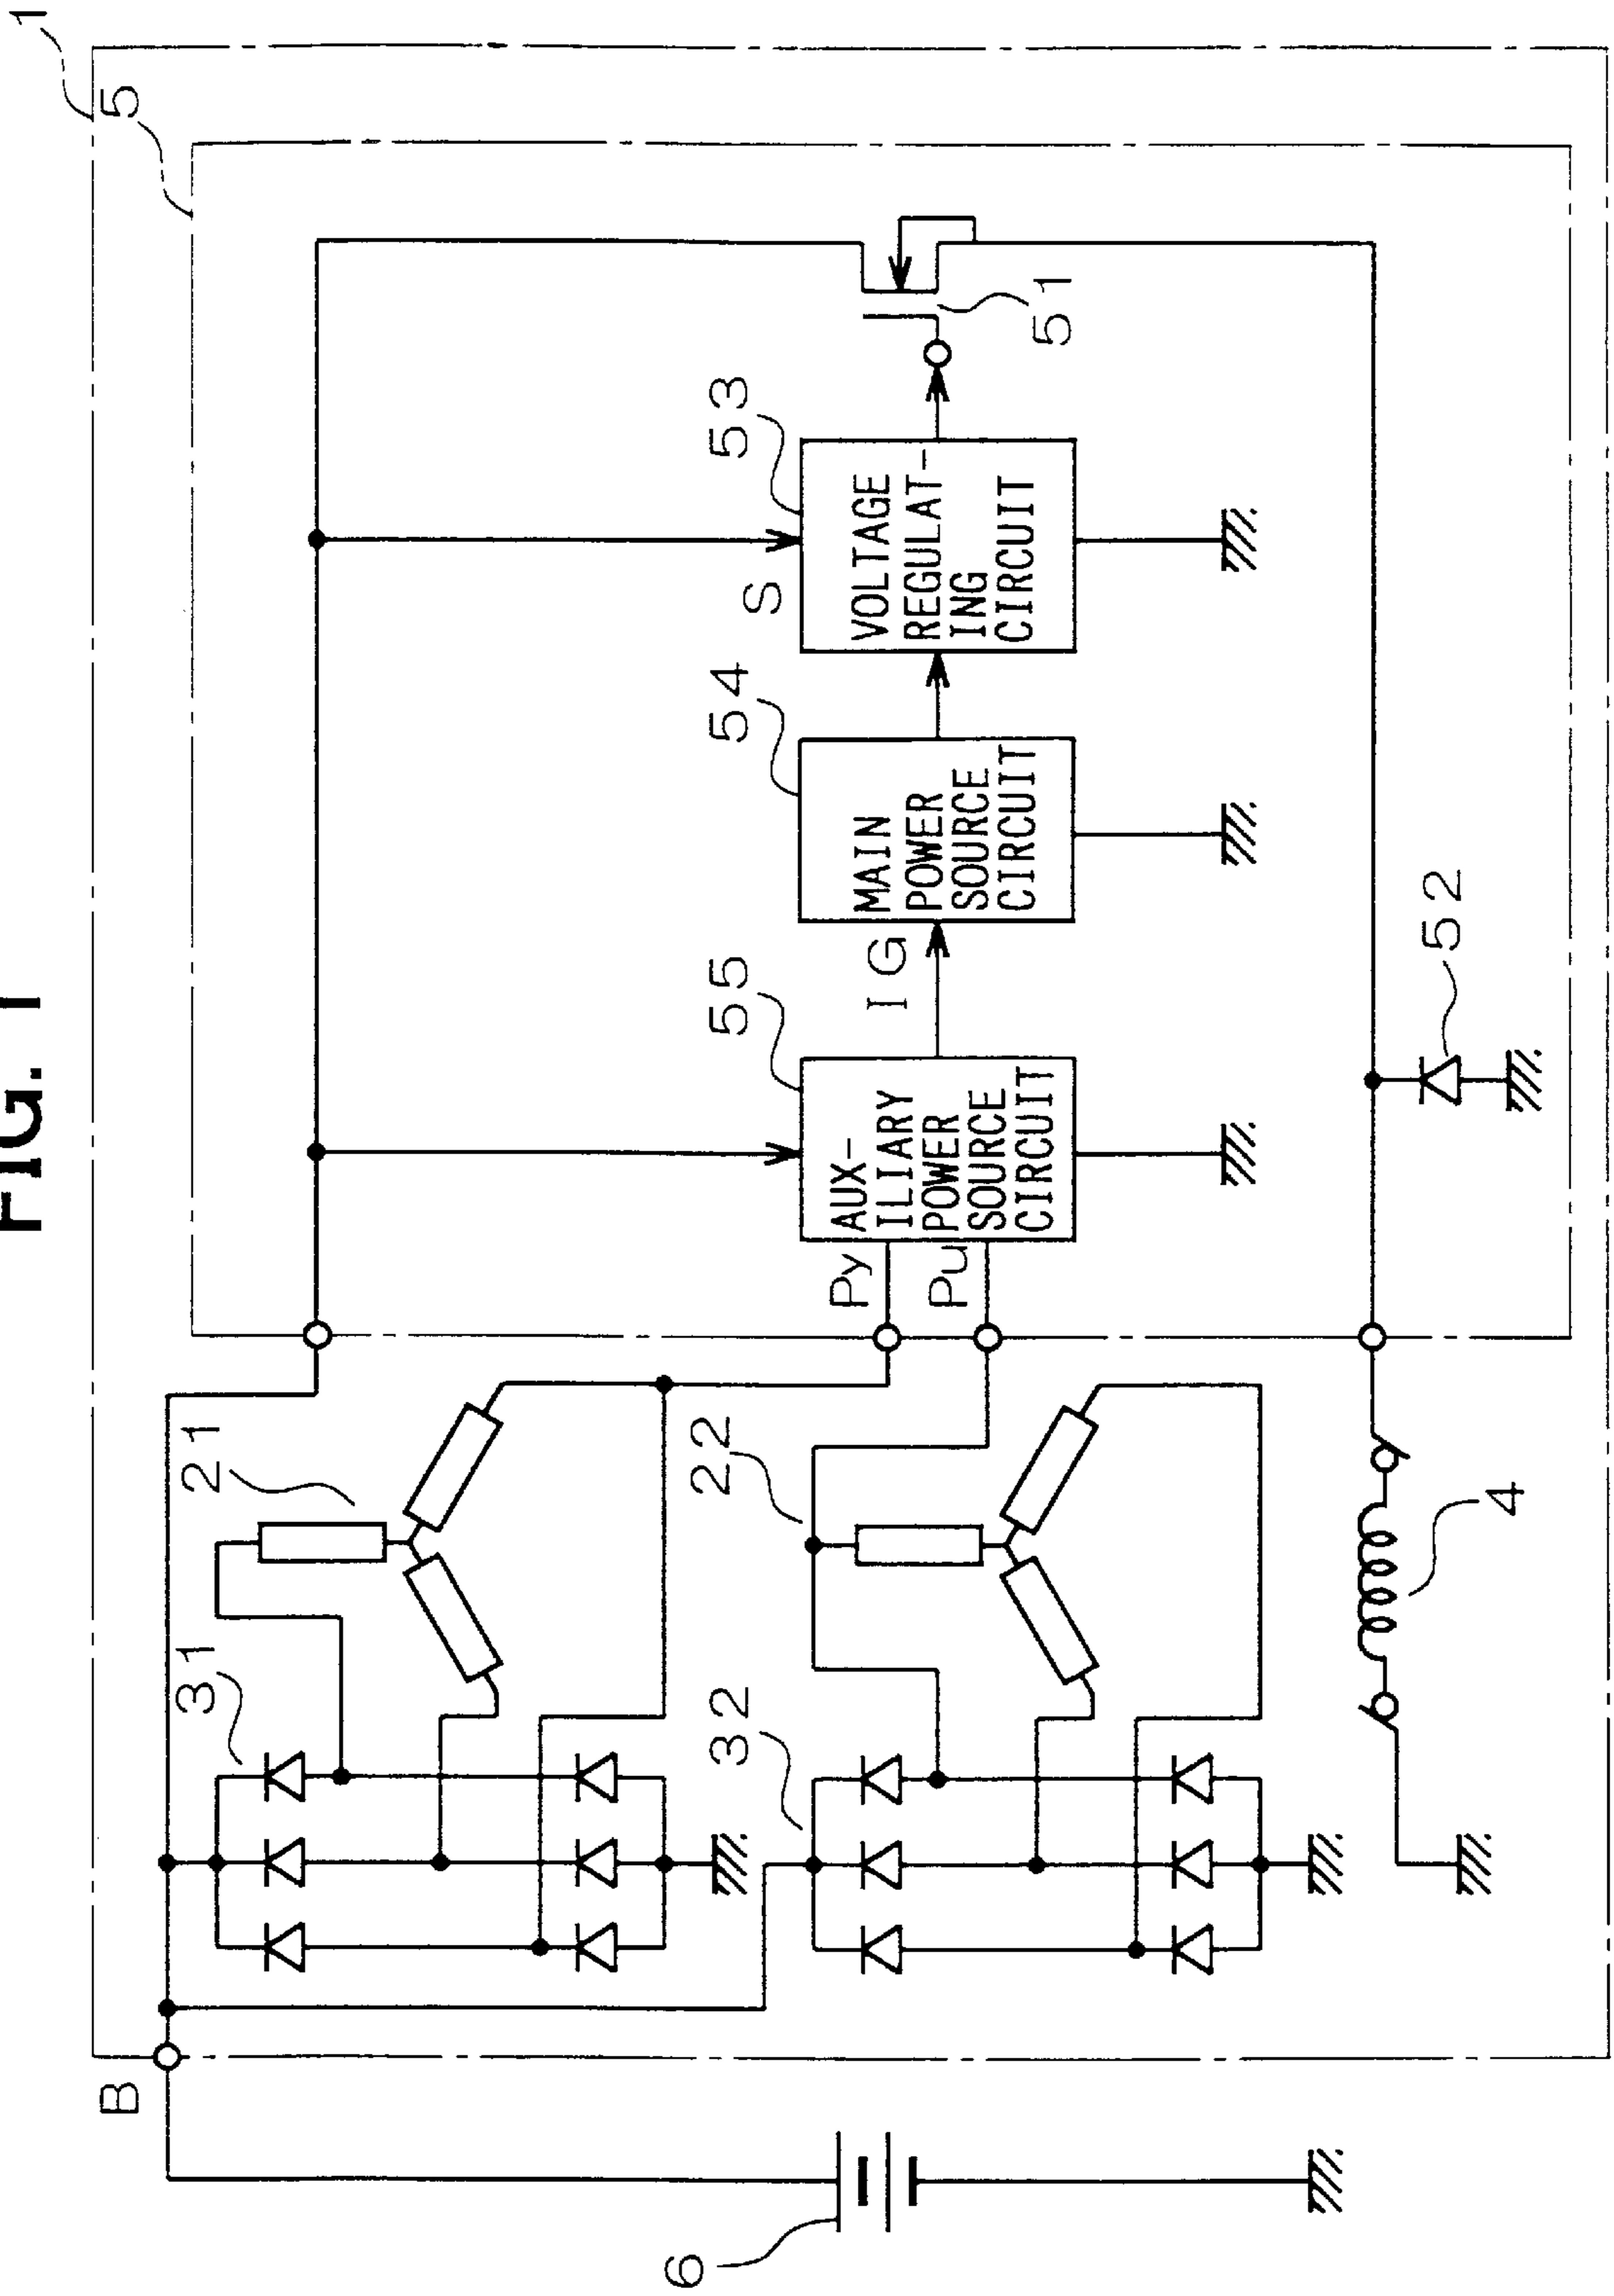 FIG. 1
1
5
B
6
31
21
32
22
4
Py
Pu
55
AUX-
ILIARY
POWER
SOURCE
CIRCUIT
IG
54
MAIN
POWER
SOURCE
CIRCUIT
S
53
VOLTAGE
REGULAT-
ING
CIRCUIT
51
52